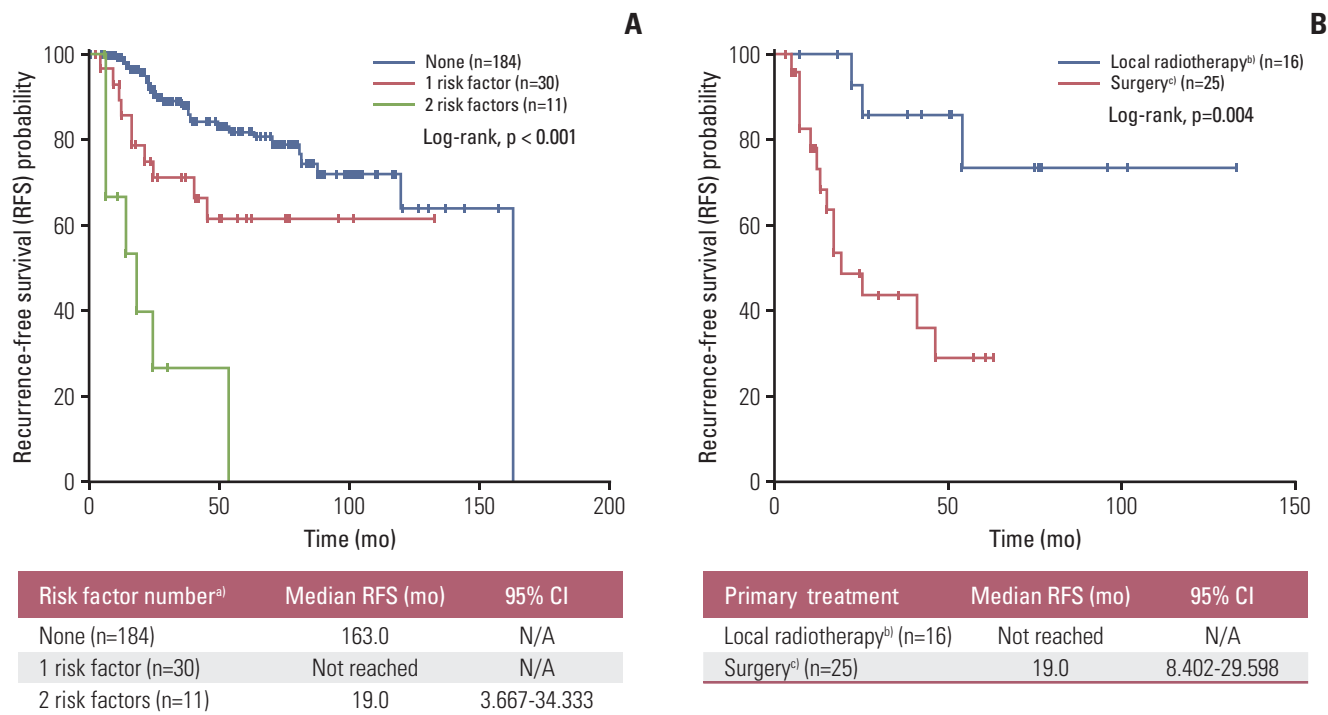 A
Recurrence-free survival (RFS) probability
100
80
60
40
20
0
0 50 100 150 200
Time (mo)
None (n=184)
1 risk factor (n=30)
2 risk factors (n=11)
Log-rank, p < 0.001
Risk factor numberᵃ⁾ Median RFS (mo) 95% CI
None (n=184) 163.0 N/A
1 risk factor (n=30) Not reached N/A
2 risk factors (n=11) 19.0 3.667-34.333
B
Recurrence-free survival (RFS) probability
100
80
60
40
20
0
0 50 100 150
Time (mo)
Local radiotherapyᵇ⁾ (n=16)
Surgeryᶜ⁾ (n=25)
Log-rank, p=0.004
Primary treatment Median RFS (mo) 95% CI
Local radiotherapyᵇ⁾ (n=16) Not reached N/A
Surgeryᶜ⁾ (n=25) 19.0 8.402-29.598